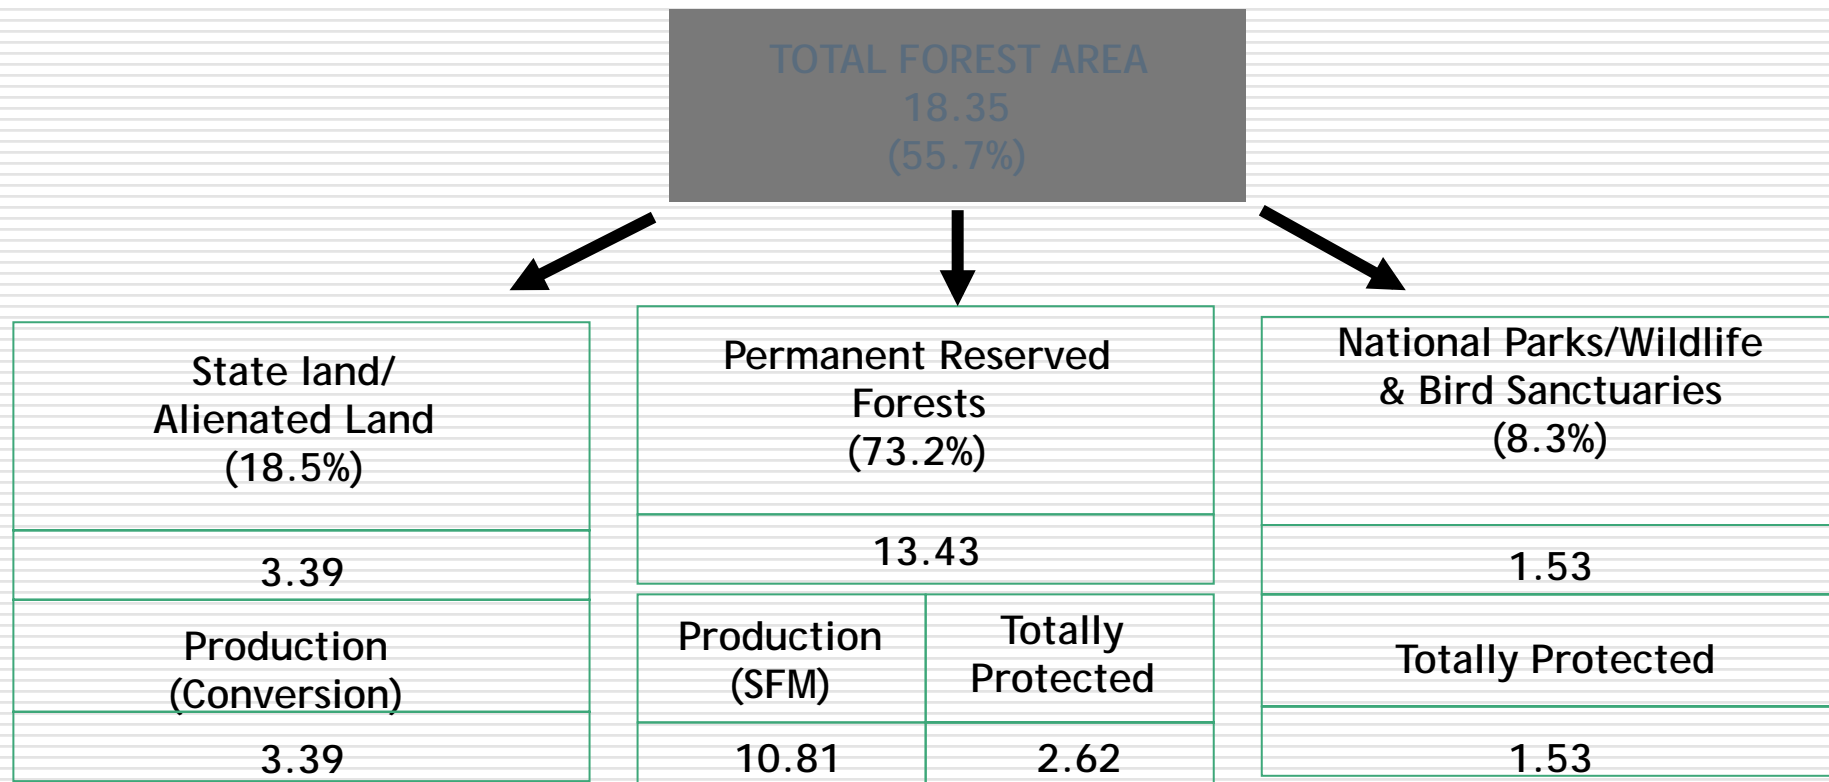 TOTAL FOREST AREA
18.35
(55.7%)
State land/
Alienated Land
(18.5%)
3.39
Production
(Conversion)
3.39
Permanent Reserved
Forests
(73.2%)
13.43
Production
(SFM)
10.81
Totally
Protected
2.62
National Parks/Wildlife
& Bird Sanctuaries
(8.3%)
1.53
Totally Protected
1.53